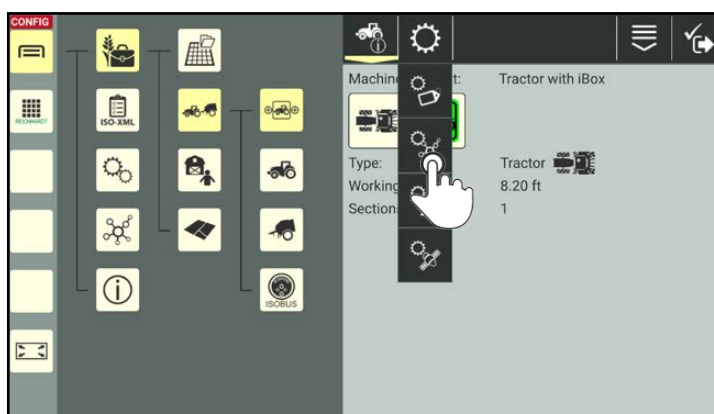 CONFIG
REICHHARDT
ISO-XML
ISOBUS
Machin t: Tractor with iBox
Type: Tractor
Working 8.20 ft
Section 1